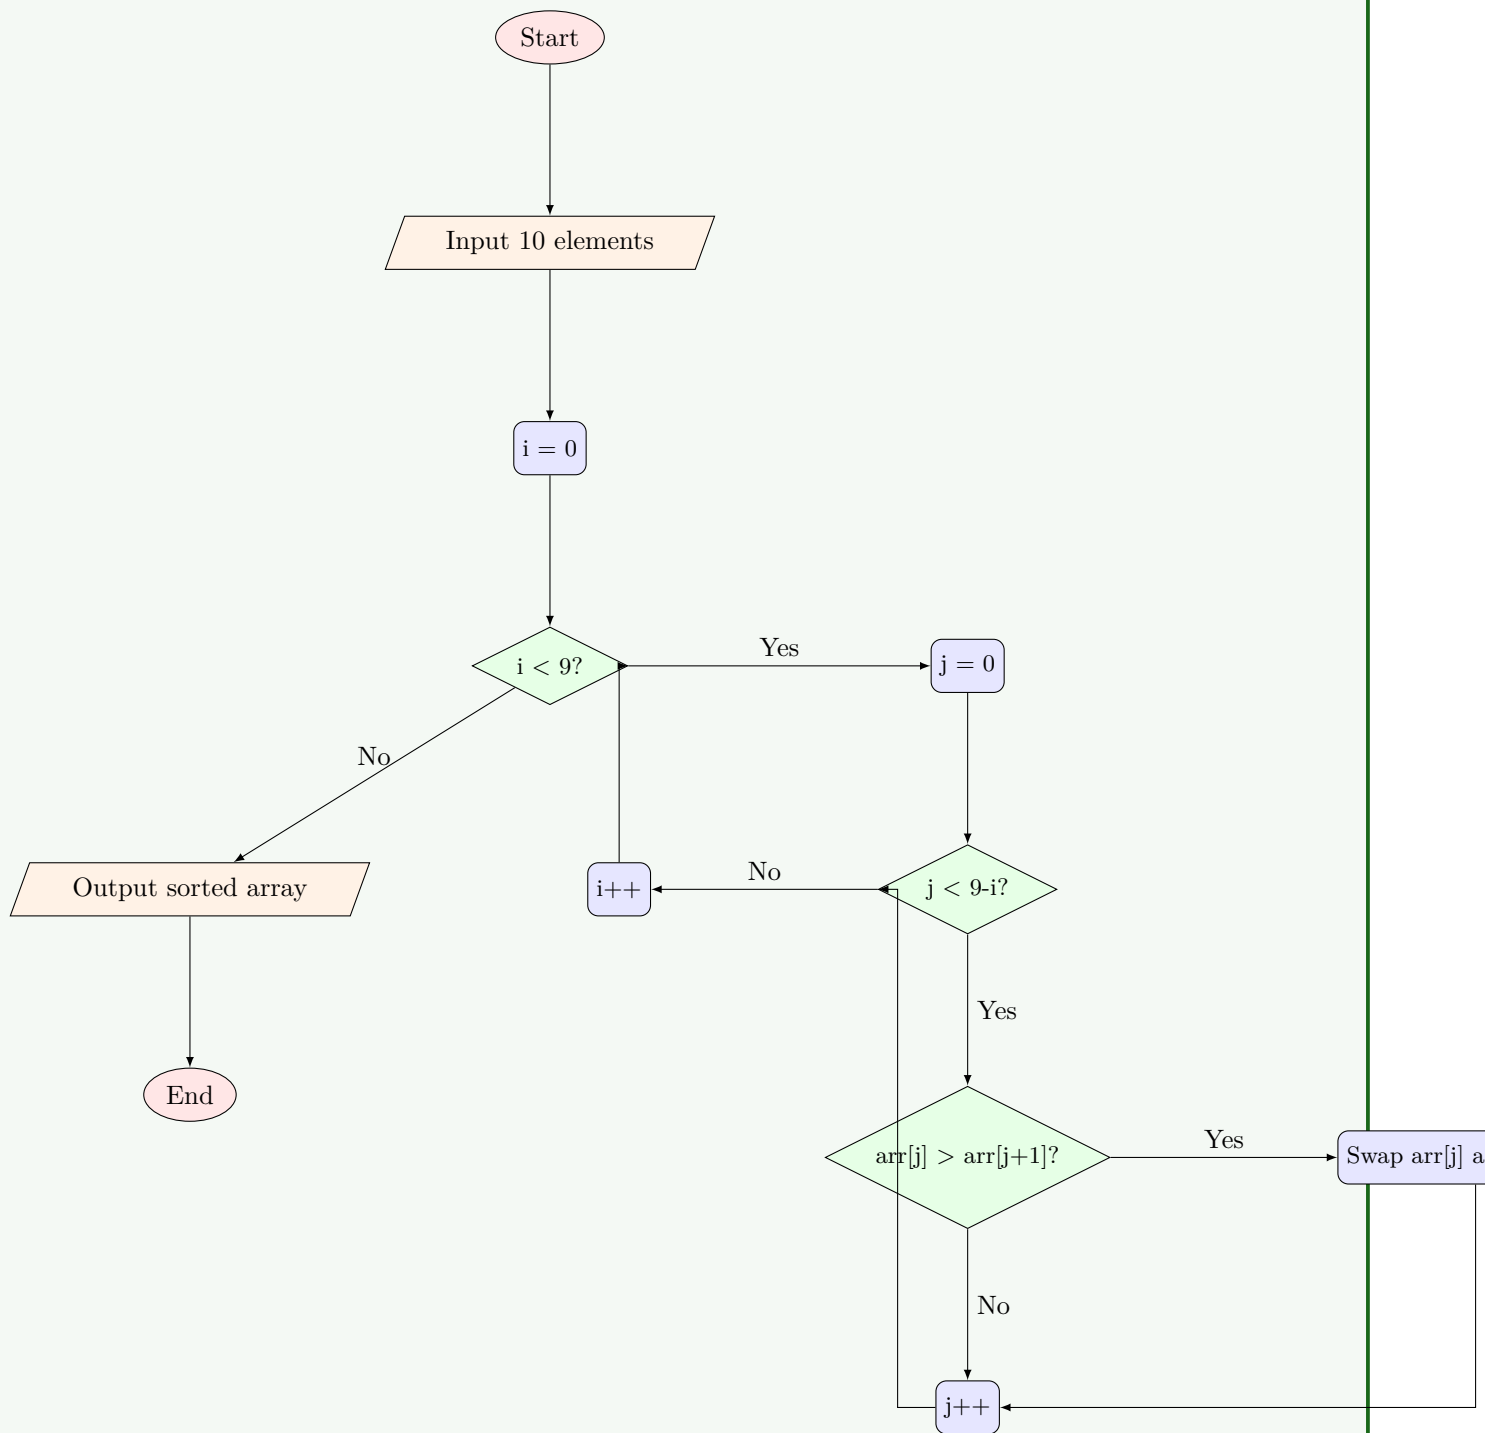 Start
Input 10 elements
i = 0
i < 9?
Yes
j = 0
No
Output sorted array
i++
No
j < 9-i?
Yes
End
arr[j] > arr[j+1]?
Yes
Swap arr[j] a
No
j++